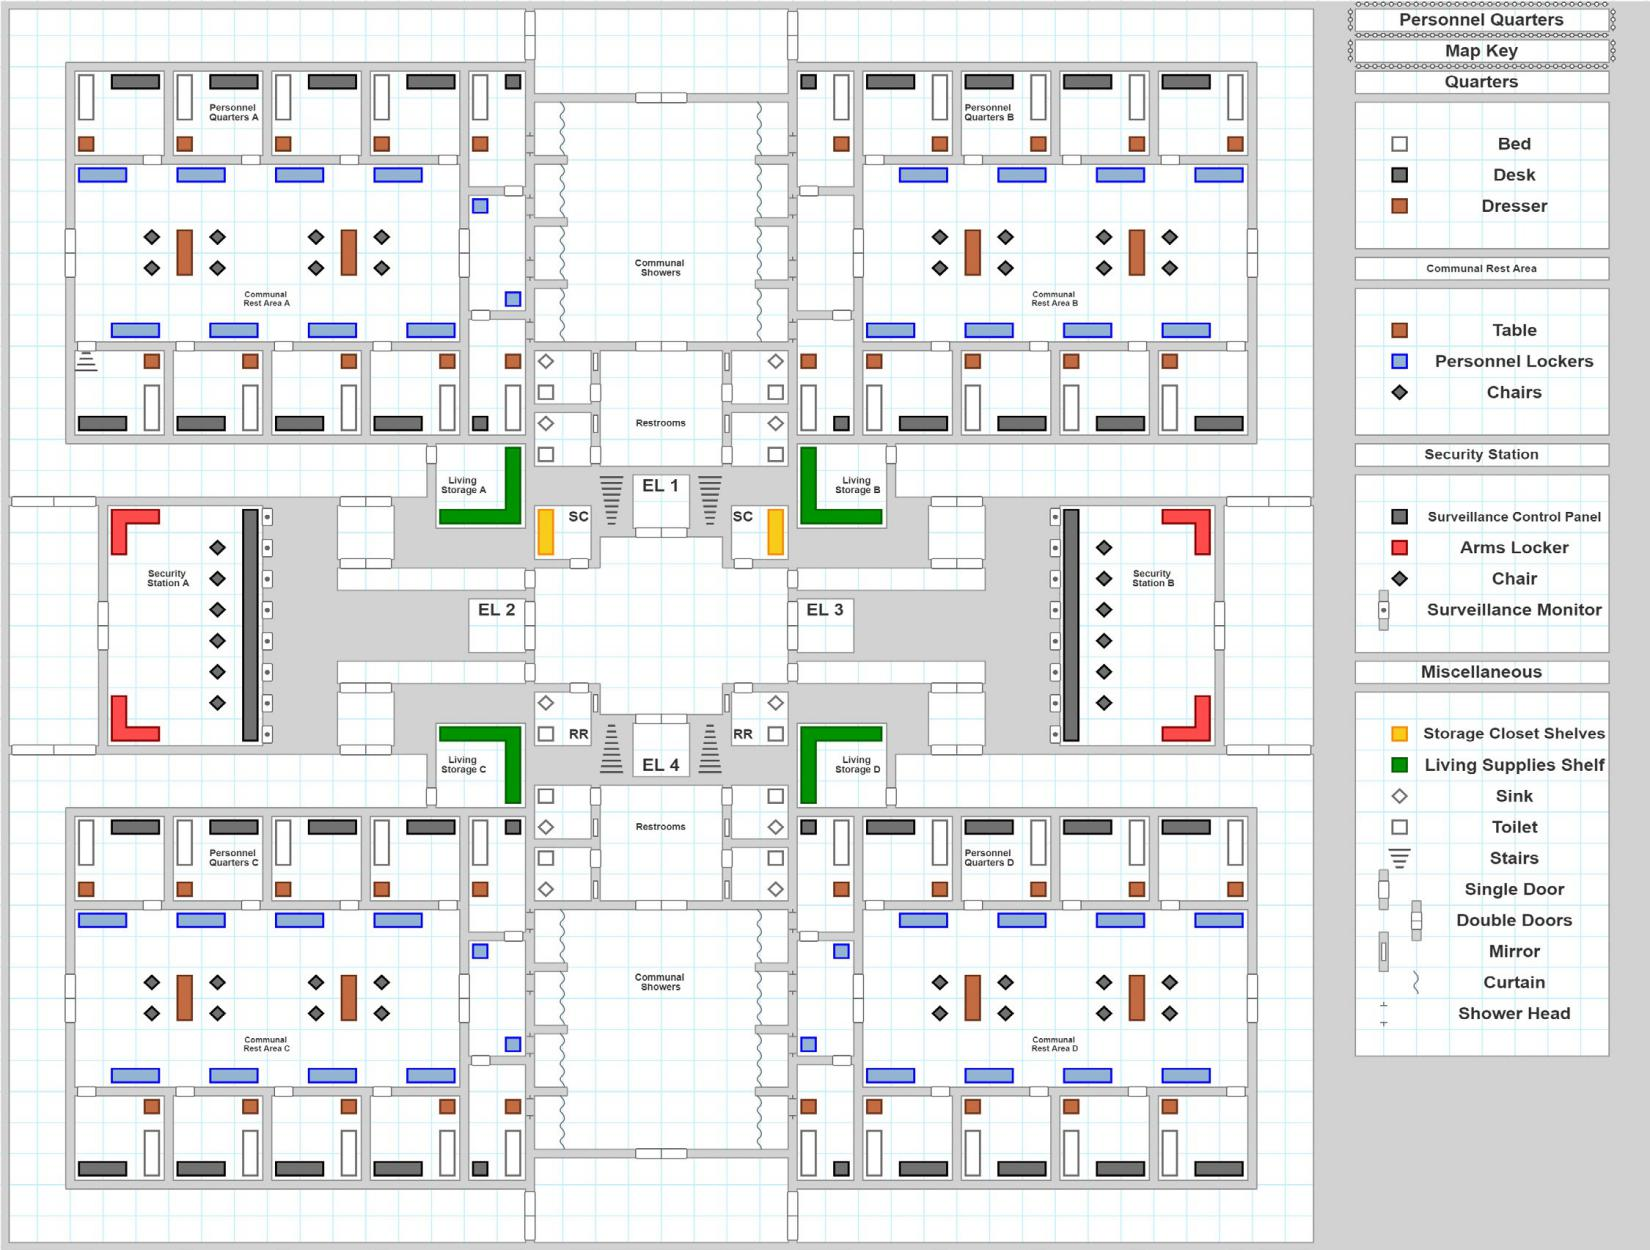 Personnel Quarters
Map Key
Quarters
Bed
Desk
Dresser
Communal Rest Area
Table
Personnel Lockers
Chairs
Security Station
Surveillance Control Panel
Arms Locker
Chair
Surveillance Monitor
Miscellaneous
Storage Closet Shelves
Living Supplies Shelf
Sink
Toilet
Stairs
Single Door
Double Doors
Mirror
Curtain
Shower Head
Personnel
Quarters A
Personnel
Quarters B
Communal
Showers
Communal
Rest Area A
Communal
Rest Area B
Restrooms
Living
Storage A
EL 1
Living
Storage B
SC
SC
Security
Station A
Security
Station B
EL 2
EL 3
RR
RR
Living
Storage C
EL 4
Living
Storage D
Restrooms
Personnel
Quarters C
Personnel
Quarters D
Communal
Showers
Communal
Rest Area C
Communal
Rest Area D